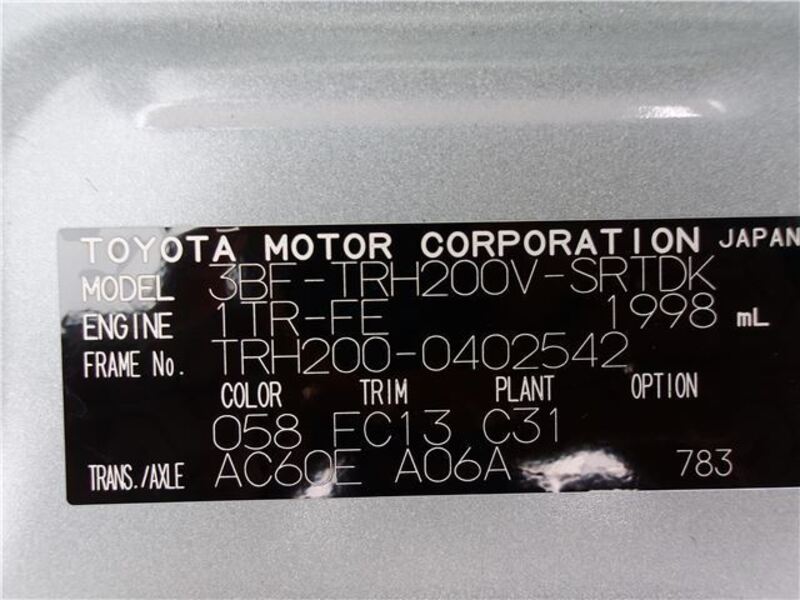 TOYOTA MOTOR CORPORATION JAPAN
MODEL 3BF-TRH200V-SRTDK
ENGINE 1TR-FE 1998 mL
FRAME No. TRH200-0402542
COLOR TRIM PLANT OPTION
058 FC13 C31
TRANS./AXLE AC60E A06A 783